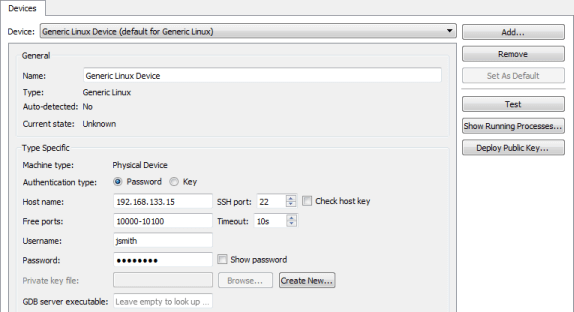 Devices
Device: Generic Linux Device (default for Generic Linux) Add...
Remove
Set As Default
Test
Show Running Processes...
Deploy Public Key...
General
Name: Generic Linux Device
Type: Generic Linux
Auto-detected: No
Current state: Unknown
Type Specific
Machine type: Physical Device
Authentication type: Password Key
Host name: 192.168.133.15 SSH port: 22 Check host key
Free ports: 10000-10100 Timeout: 10s
Username: jsmith
Password: ●●●●●●●● Show password
Private key file: Browse... Create New...
GDB server executable: Leave empty to look up ...